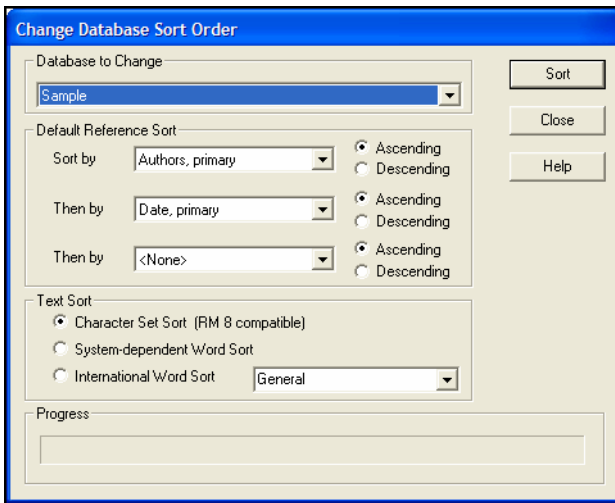 Change Database Sort Order
Database to Change
Sample
Sort
Close
Help
Default Reference Sort
Sort by Authors, primary Ascending
Descending
Then by Date, primary Ascending
Descending
Then by <None> Ascending
Descending
Text Sort
Character Set Sort (RM 8 compatible)
System-dependent Word Sort
International Word Sort General
Progress